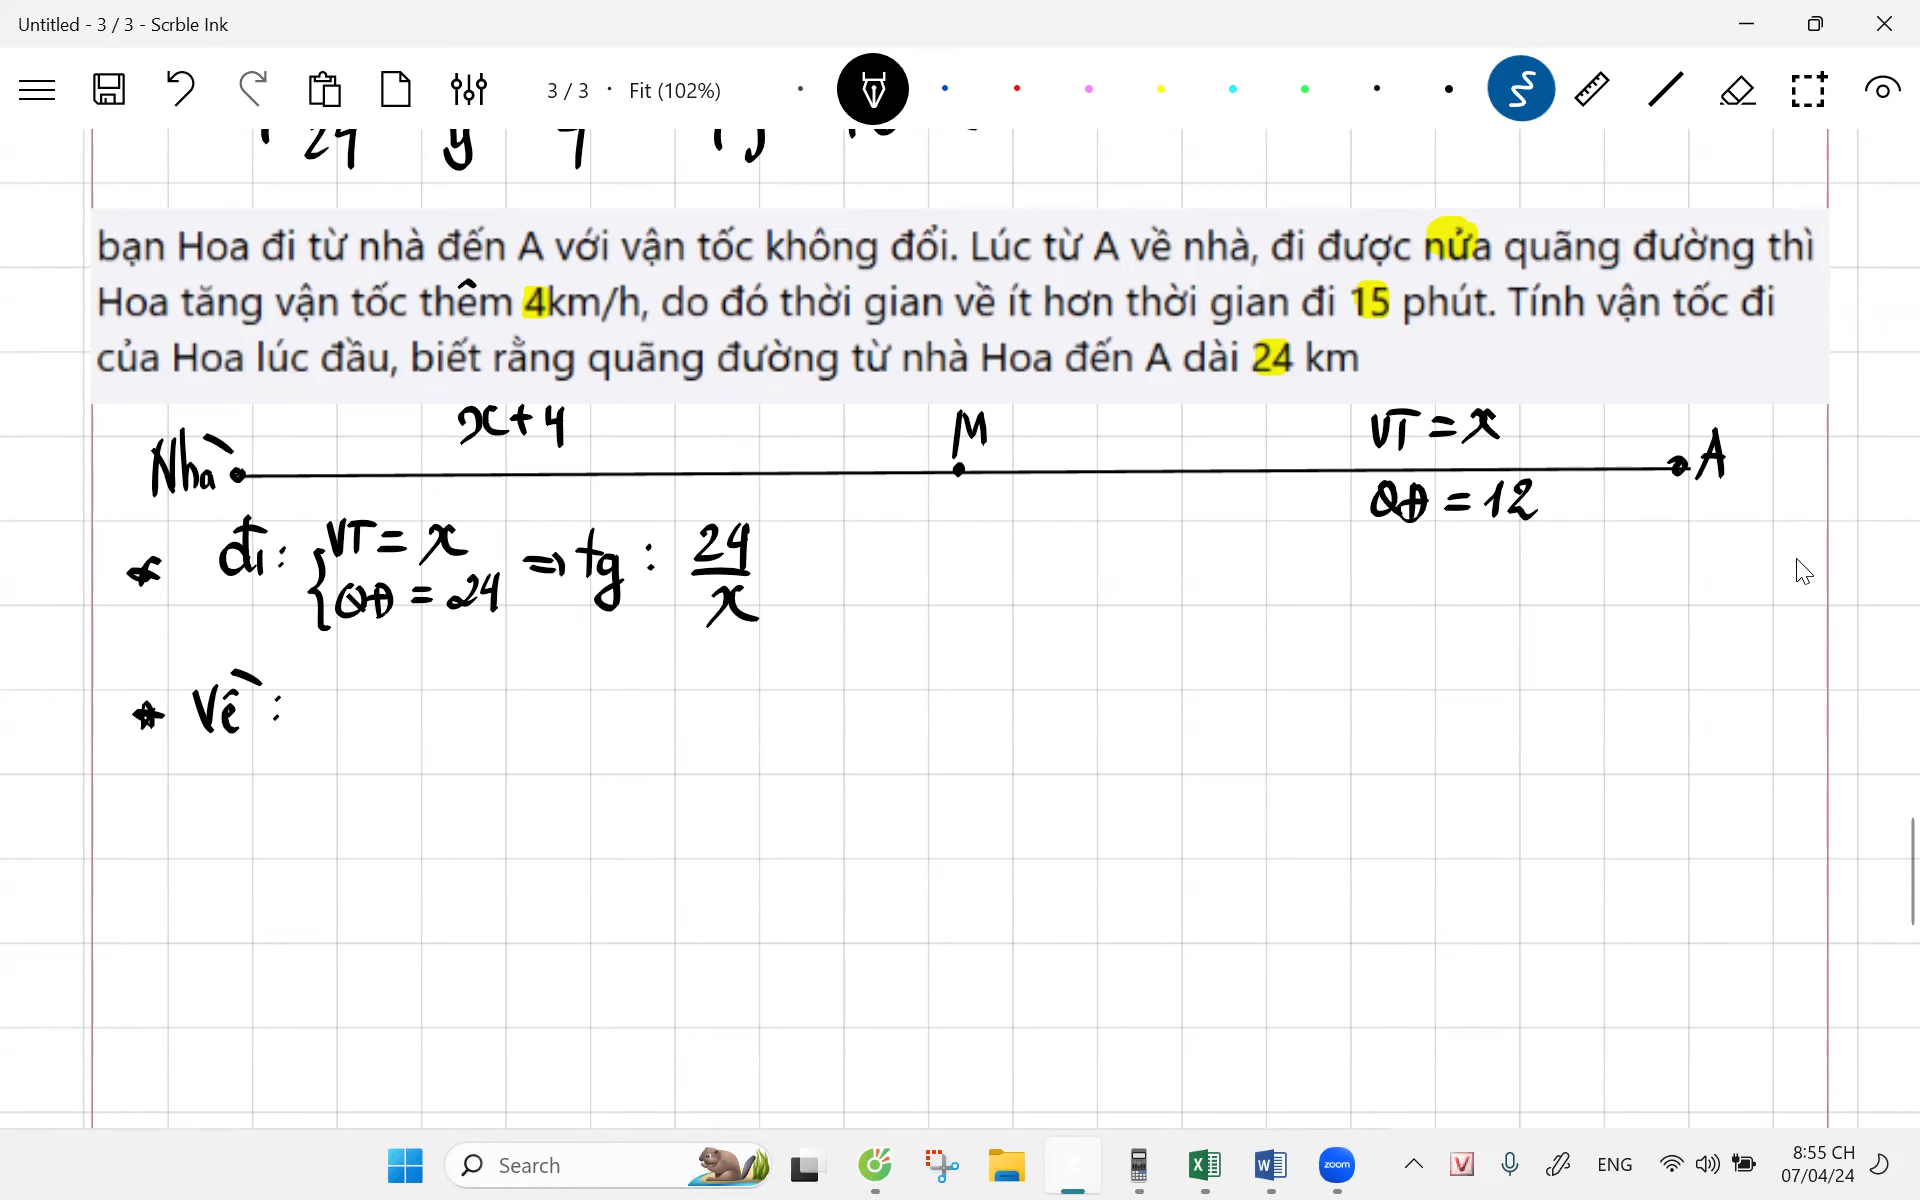 Untitled - 3 / 3 - Scrble Ink
3 / 3 · Fit (102%)
24 y 4
bạn Hoa đi từ nhà đến A với vận tốc không đổi. Lúc từ A về nhà, đi được nửa quãng đường thì
Hoa tăng vận tốc thêm 4km/h, do đó thời gian về ít hơn thời gian đi 15 phút. Tính vận tốc đi
của Hoa lúc đầu, biết rằng quãng đường từ nhà Hoa đến A dài 24 km
x+4 M VT = x
Nhà A
QĐ = 12
* đi: { VT = x => tg : 24/x
QĐ = 24
* Về :
Search
zoom
ENG
8:55 CH
07/04/24